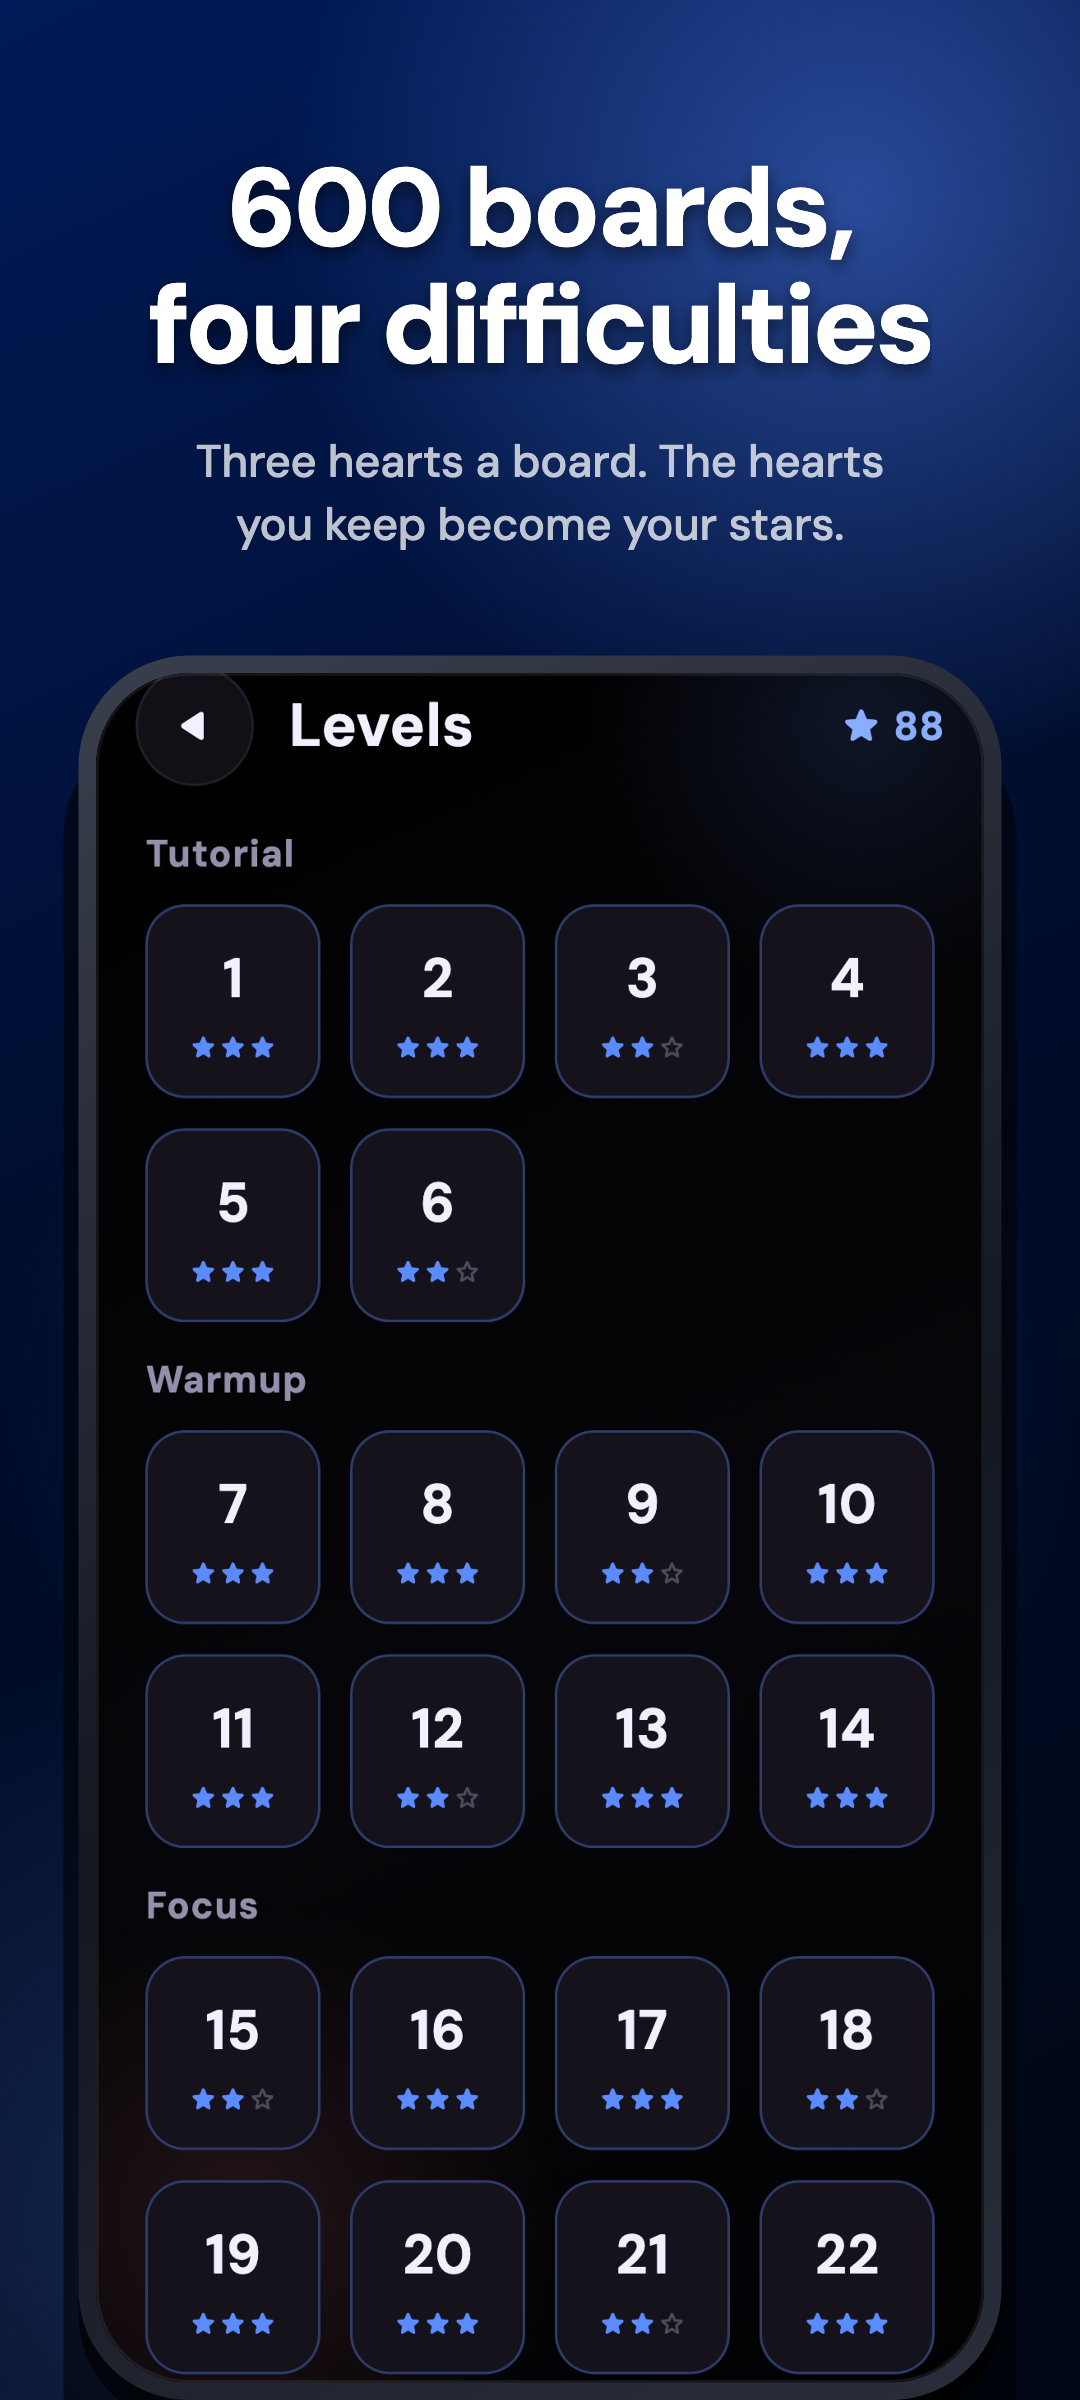 600 boards,
four difficulties
Three hearts a board. The hearts
you keep become your stars.
Levels
88
Tutorial
1 2 3 4
5 6
Warmup
7 8 9 10
11 12 13 14
Focus
15 16 17 18
19 20 21 22